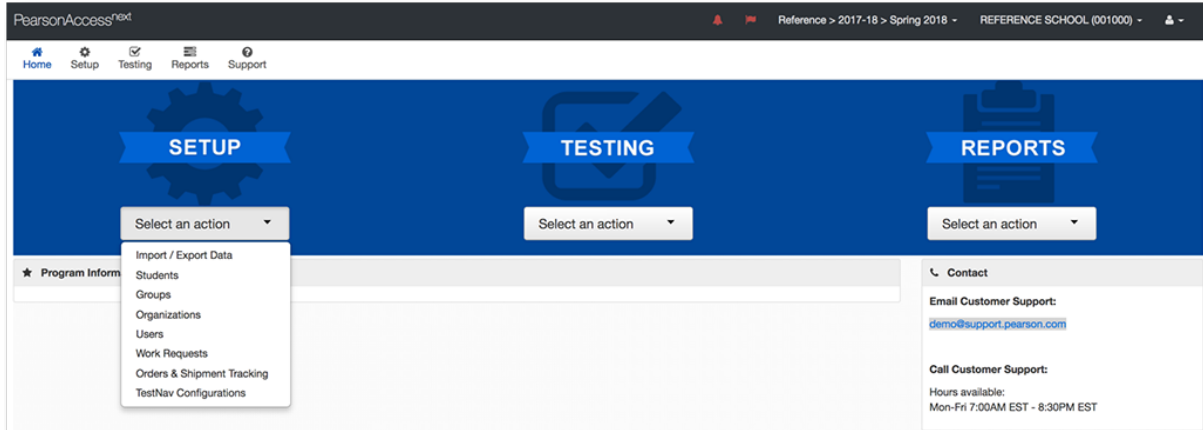 PearsonAccessnext
Reference > 2017-18 > Spring 2018
REFERENCE SCHOOL (001000)
Home Setup Testing Reports Support
SETUP
TESTING
REPORTS
Select an action
Select an action
Select an action
Import / Export Data
Students
Groups
Organizations
Users
Work Requests
Orders & Shipment Tracking
TestNav Configurations
Program Inform
Contact
Email Customer Support:
demo@support.pearson.com
Call Customer Support:
Hours available:
Mon-Fri 7:00AM EST - 8:30PM EST